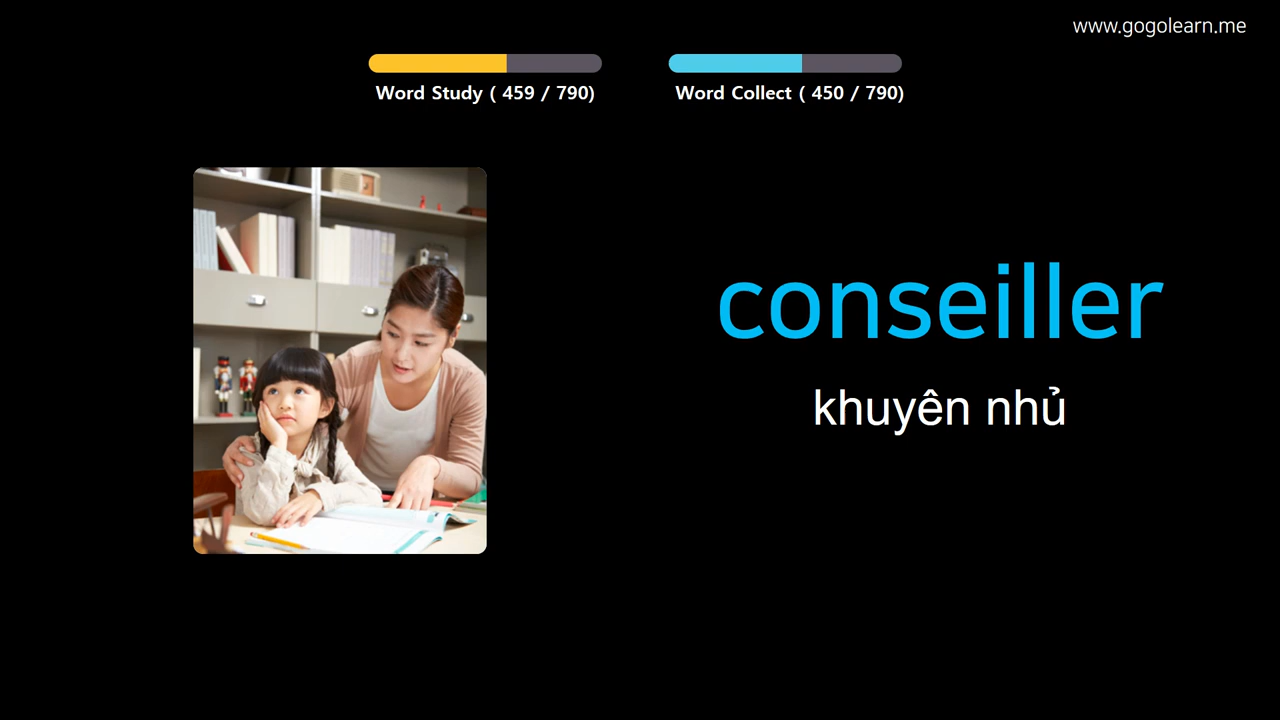 www.gogolearn.me
Word Study ( 459 / 790)
Word Collect ( 450 / 790)
conseiller
khuyên nhủ